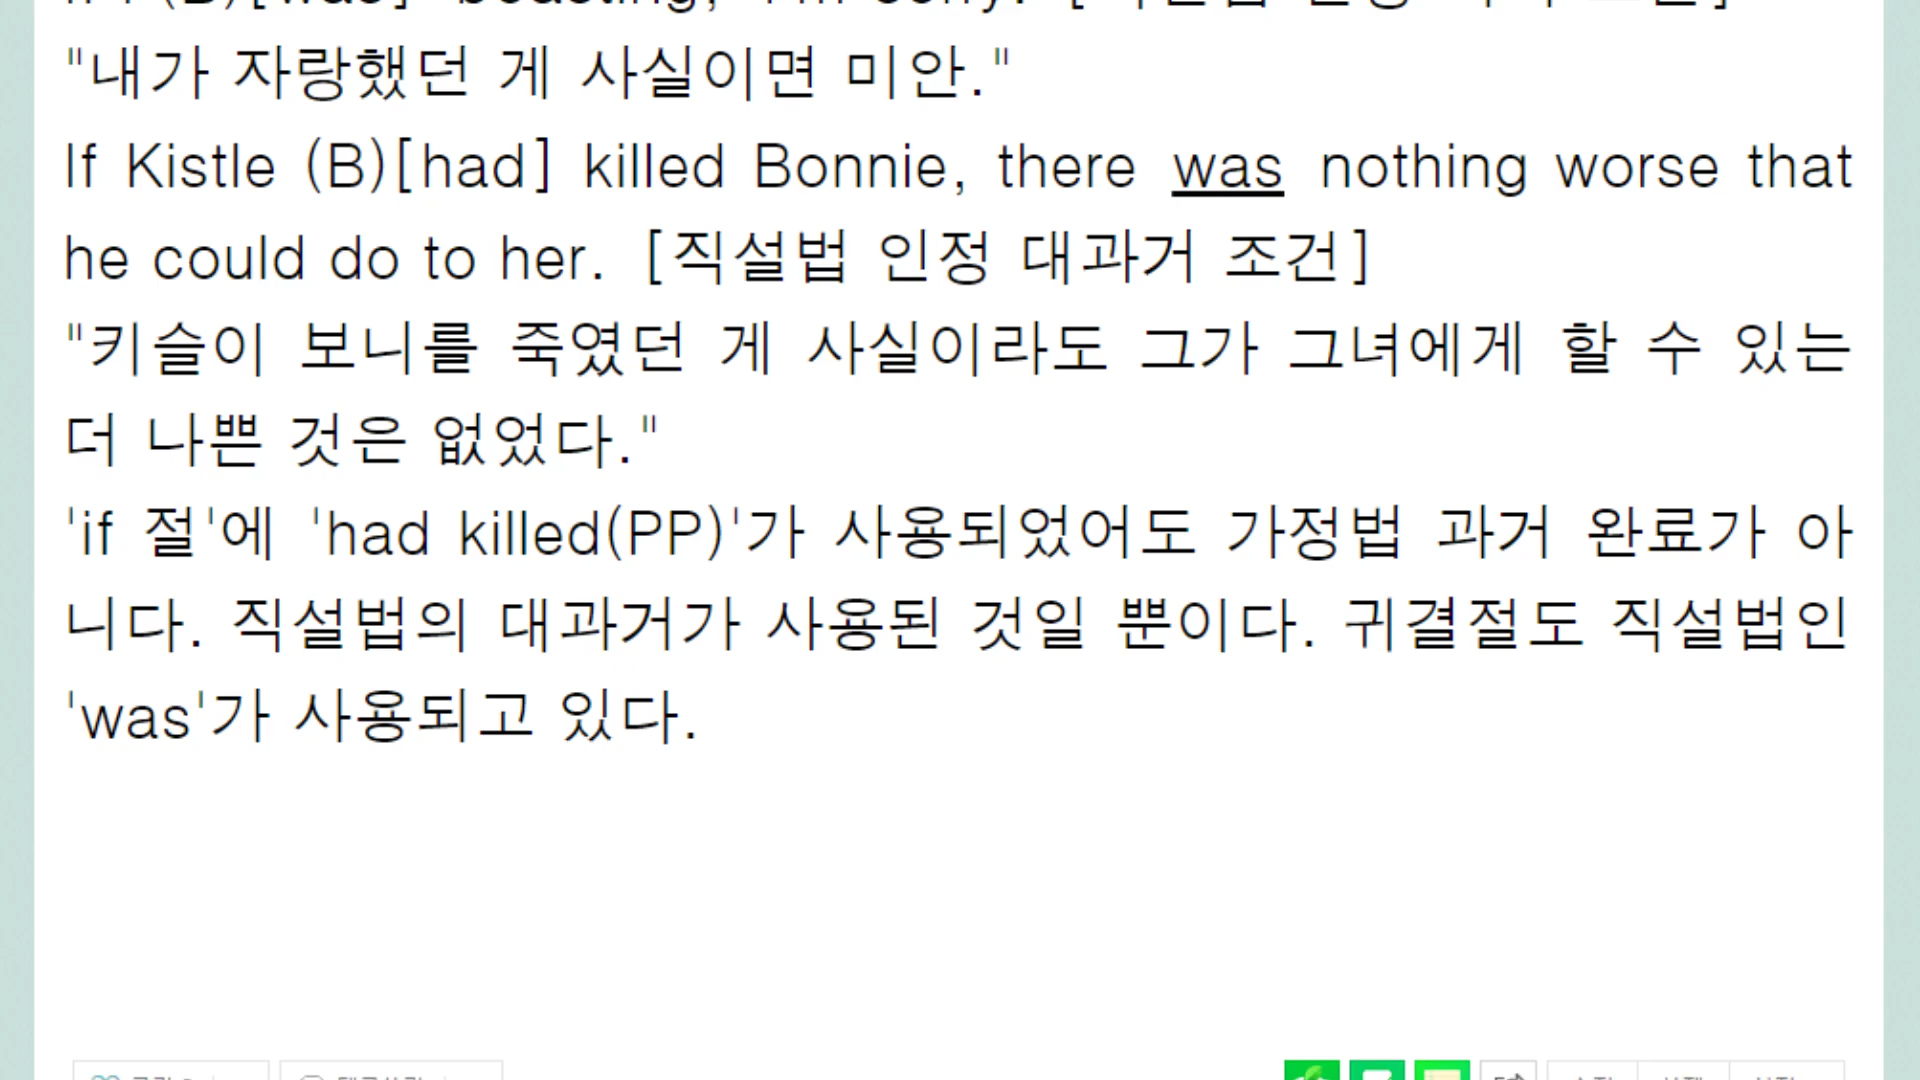 "내가 자랑했던 게 사실이면 미안."
If Kistle (B)[had] killed Bonnie, there was nothing worse that
he could do to her. [직설법 인정 대과거 조건]
"키슬이 보니를 죽였던 게 사실이라도 그가 그녀에게 할 수 있는
더 나쁜 것은 없었다."
'if 절'에 'had killed(PP)'가 사용되었어도 가정법 과거 완료가 아
니다. 직설법의 대과거가 사용된 것일 뿐이다. 귀결절도 직설법인
'was'가 사용되고 있다.